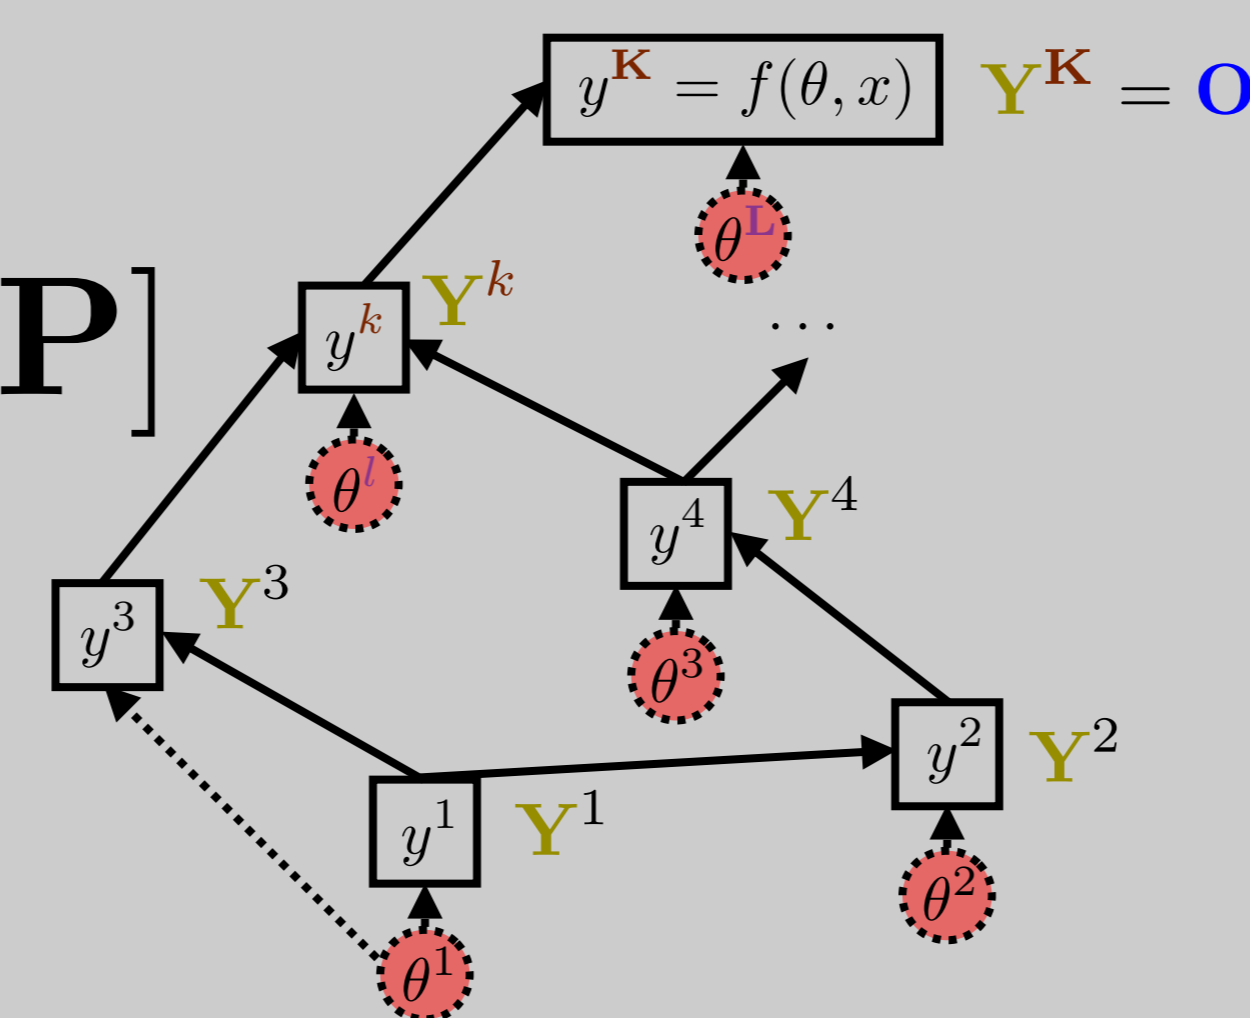 y^K = f(θ, x) Y^K = O
θ^L
P]
y^k Y^k
…
θ^l
y^4 Y^4
y^3 Y^3
θ^3
y^2 Y^2
y^1 Y^1
θ^2
θ^1